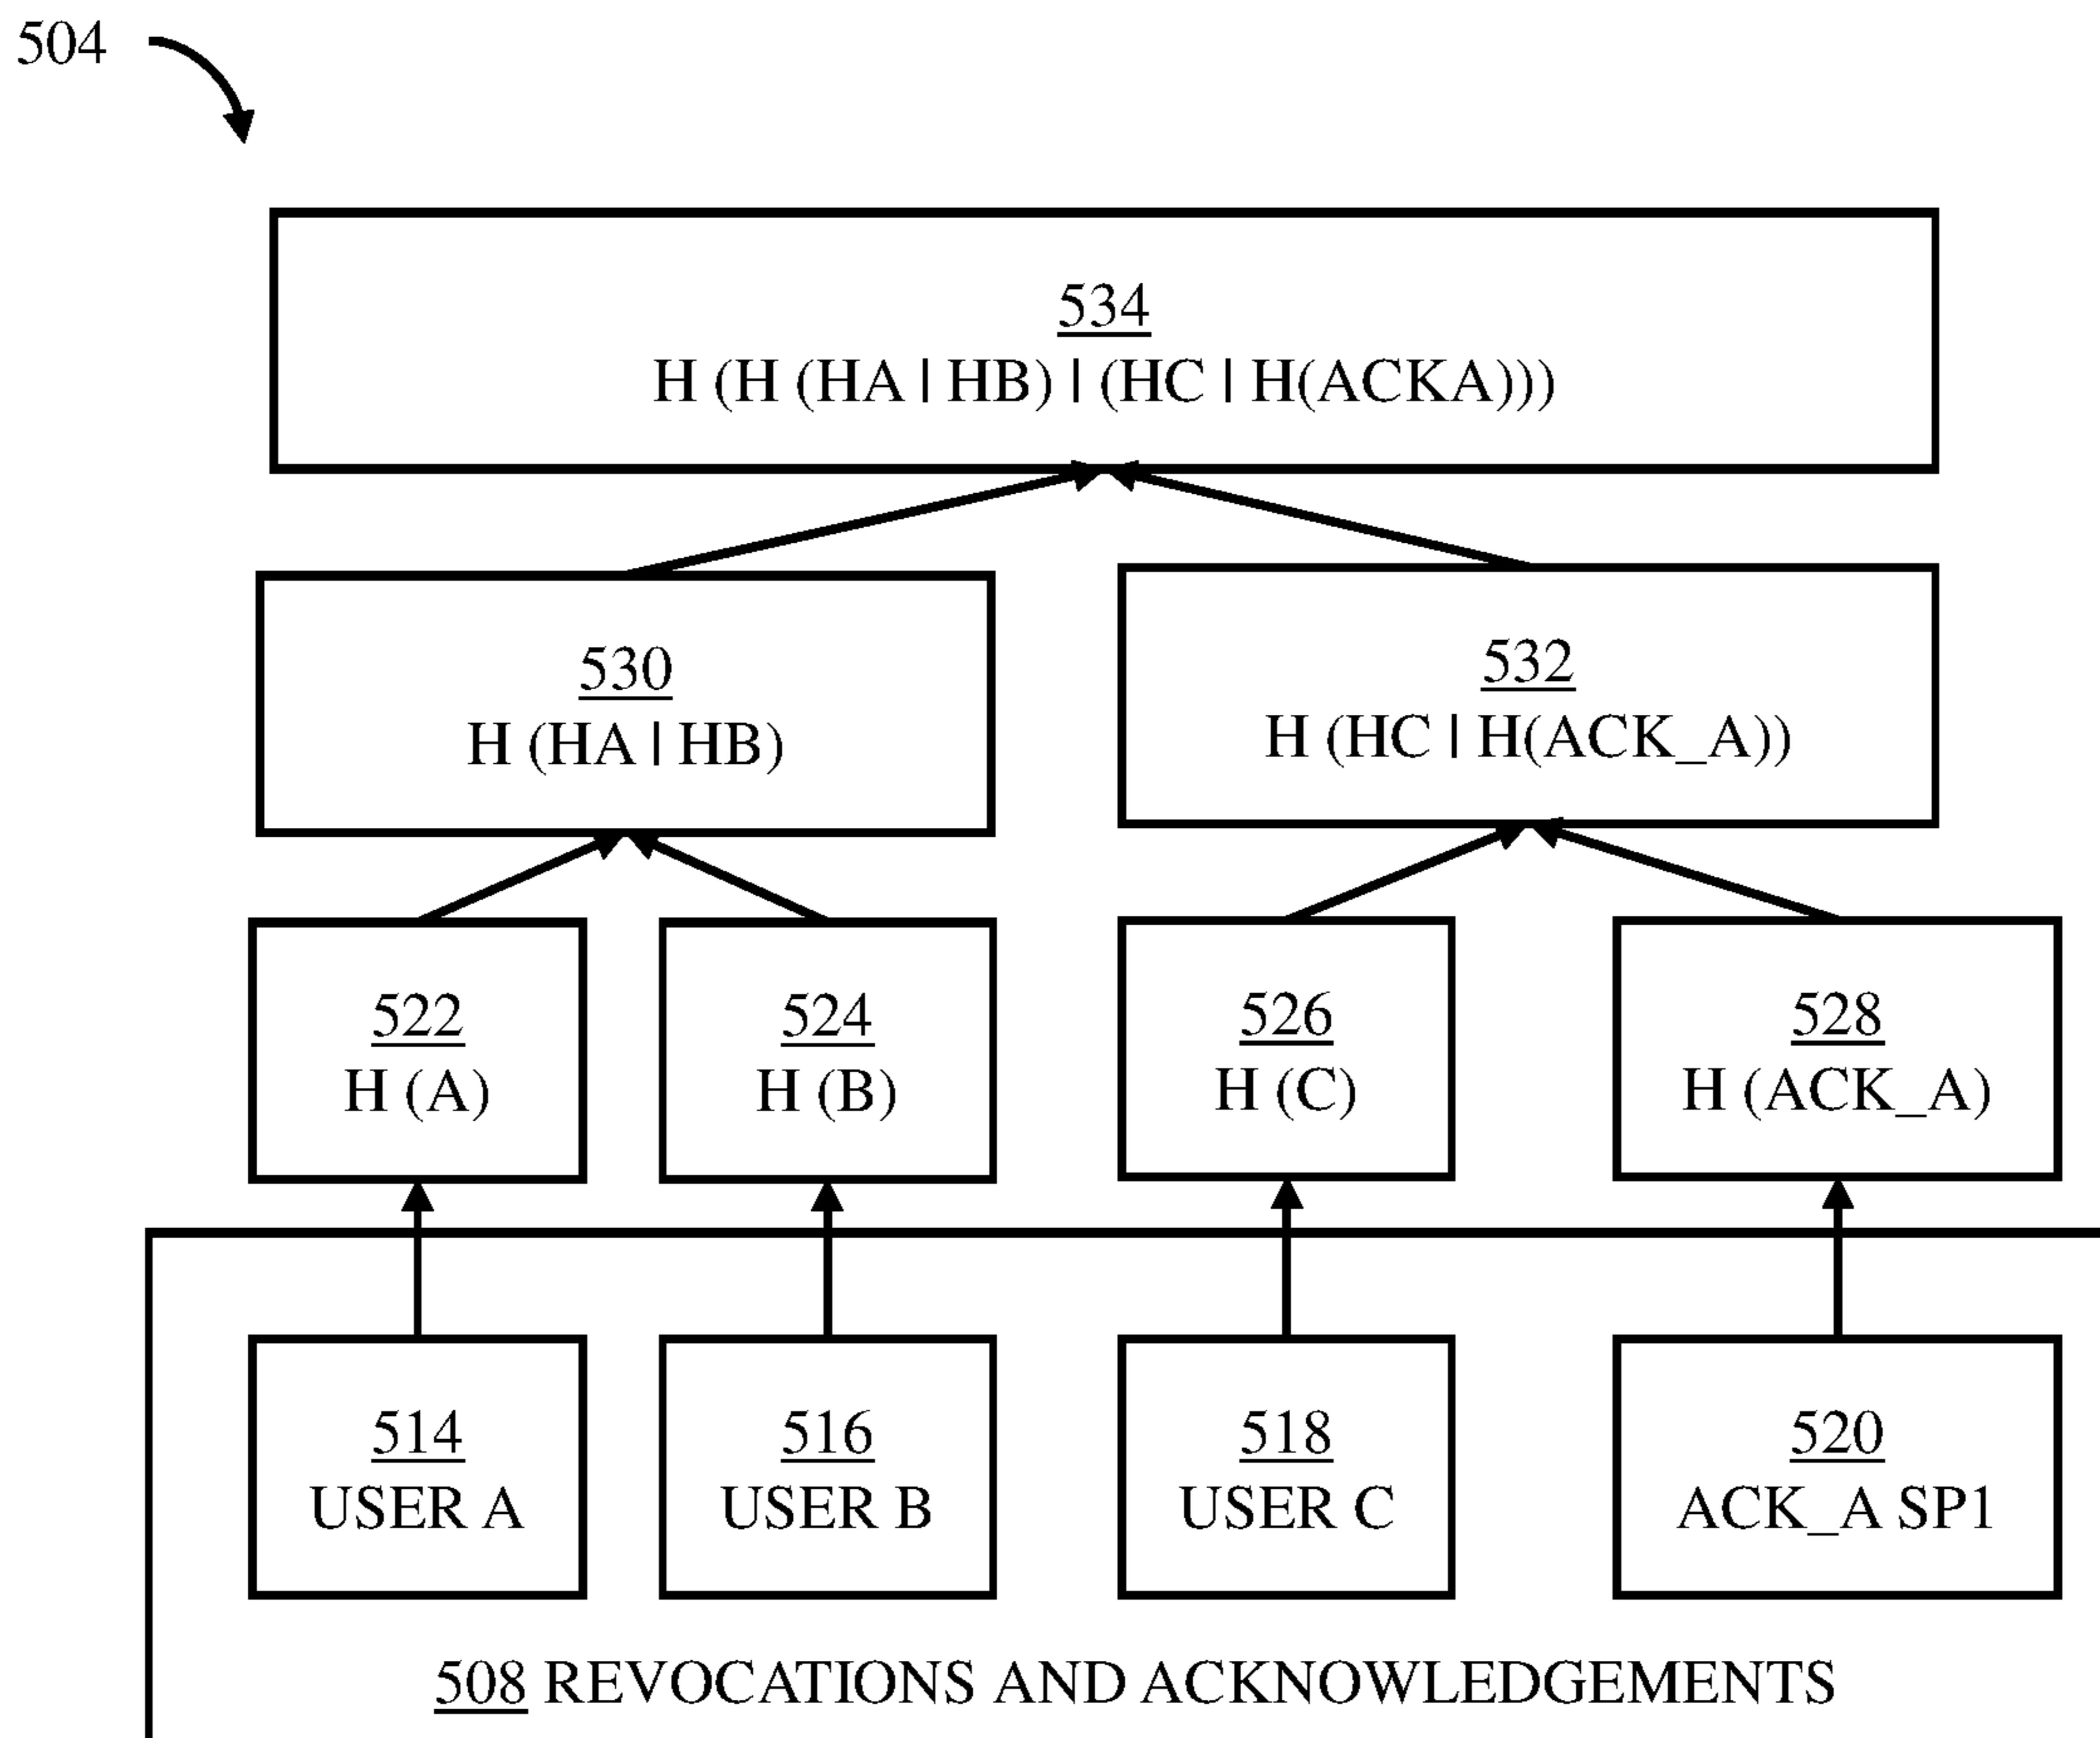 504
534
H (H (HA | HB) | (HC | H(ACKA)))
530
H (HA | HB)
532
H (HC | H(ACK_A))
522
H (A)
524
H (B)
526
H (C)
528
H (ACK_A)
514
USER A
516
USER B
518
USER C
520
ACK_A SP1
508 REVOCATIONS AND ACKNOWLEDGEMENTS